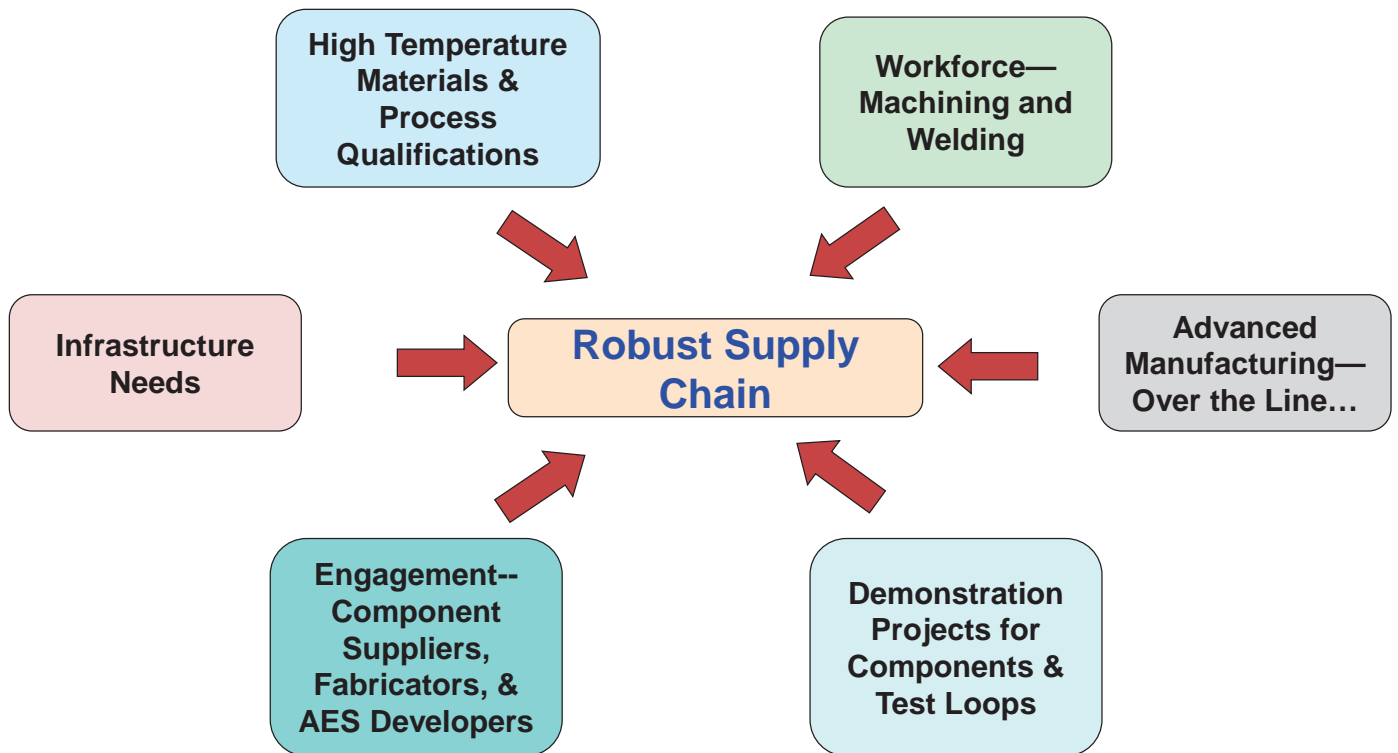 High Temperature
Materials &
Process
Qualifications
Workforce—
Machining and
Welding
Infrastructure
Needs
Robust Supply
Chain
Advanced
Manufacturing—
Over the Line…
Engagement--
Component
Suppliers,
Fabricators, &
AES Developers
Demonstration
Projects for
Components &
Test Loops